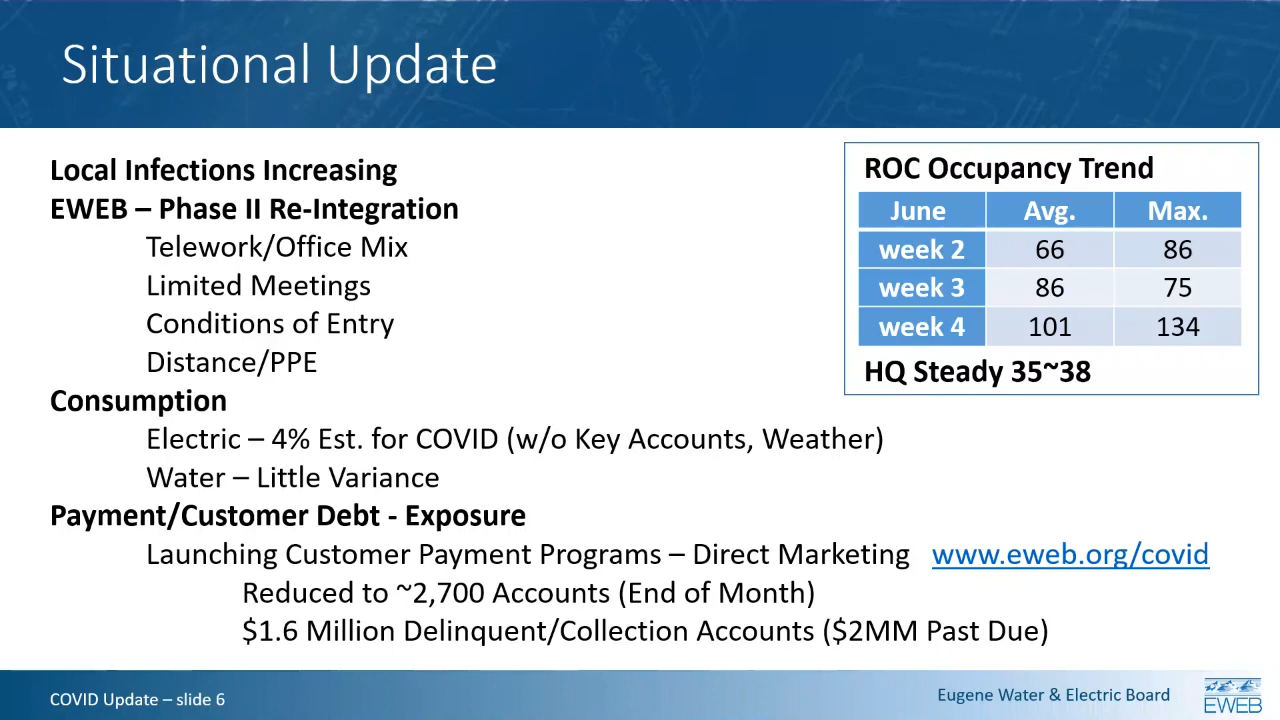 Situational Update
Local Infections Increasing
EWEB – Phase II Re-Integration
Telework/Office Mix
Limited Meetings
Conditions of Entry
Distance/PPE
Consumption
Electric – 4% Est. for COVID (w/o Key Accounts, Weather)
Water – Little Variance
Payment/Customer Debt - Exposure
Launching Customer Payment Programs – Direct Marketing www.eweb.org/covid
Reduced to ~2,700 Accounts (End of Month)
$1.6 Million Delinquent/Collection Accounts ($2MM Past Due)
ROC Occupancy Trend
June Avg. Max.
week 2 66 86
week 3 86 75
week 4 101 134
HQ Steady 35~38
COVID Update – slide 6
Eugene Water & Electric Board
EWEB